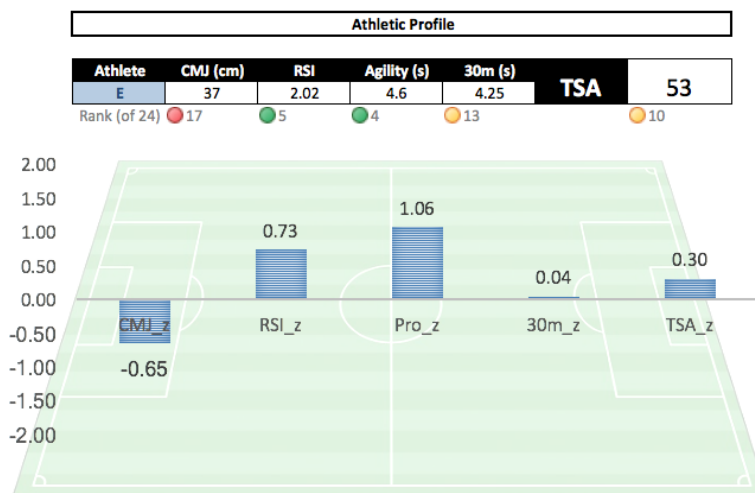 Athletic Profile
Athlete CMJ (cm) RSI Agility (s) 30m (s) TSA 53
E 37 2.02 4.6 4.25
Rank (of 24) 17 5 4 13 10
2.00
1.50
1.00
0.50
0.00
-0.50
-1.00
-1.50
-2.00
0.73 1.06 0.04 0.30
CMJ_z RSI_z Pro_z 30m_z TSA_z
-0.65